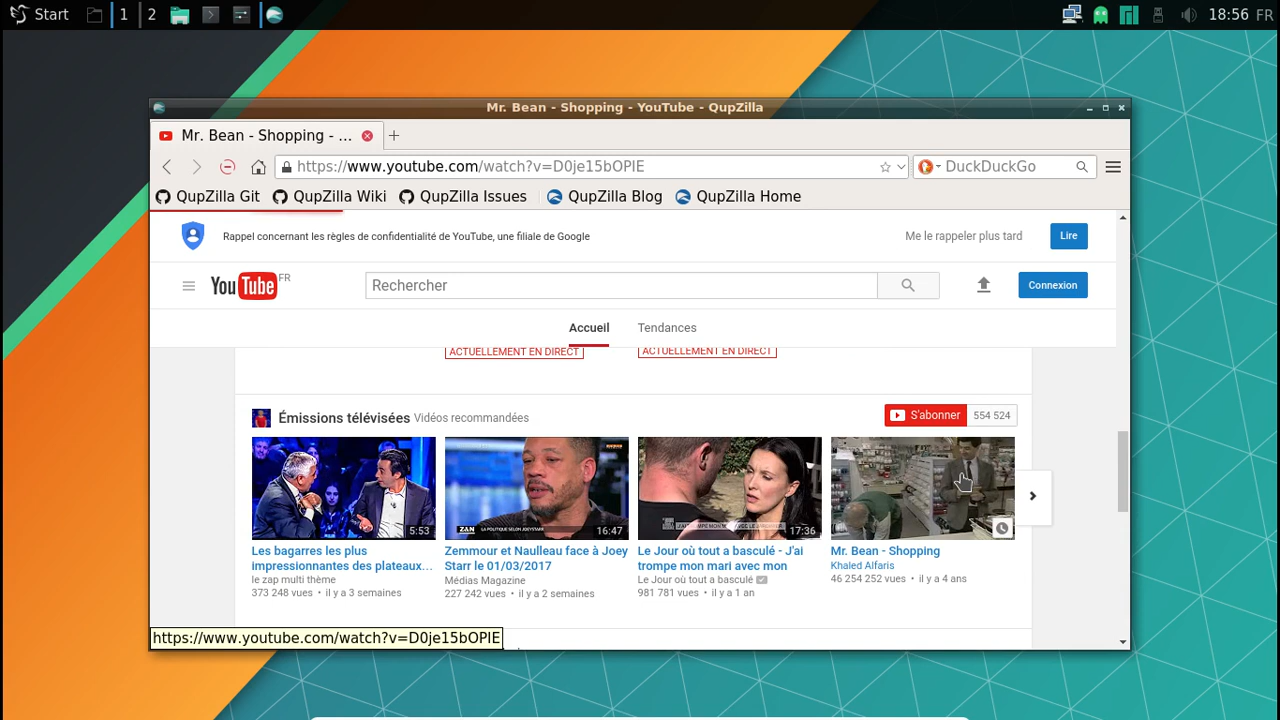 Start 1 2 18:56 FR
Mr. Bean - Shopping - YouTube - QupZilla
Mr. Bean - Shopping - ...
https://www.youtube.com/watch?v=D0je15bOPIE DuckDuckGo
QupZilla Git QupZilla Wiki QupZilla Issues QupZilla Blog QupZilla Home
Rappel concernant les règles de confidentialité de YouTube, une filiale de Google Me le rappeler plus tard Lire
YouTube FR Rechercher Connexion
Accueil Tendances
ACTUELLEMENT EN DIRECT ACTUELLEMENT EN DIRECT
Émissions télévisées Vidéos recommandées S'abonner 554 524
5:53
ZAN LA POLITIQUE SELON JOEYSTARR 16:47
17:36
Les bagarres les plus
impressionnantes des plateaux...
le zap multi thème
373 248 vues • il y a 3 semaines
Zemmour et Naulleau face à Joey
Starr le 01/03/2017
Médias Magazine
227 242 vues • il y a 2 semaines
Le Jour où tout a basculé - J'ai
trompe mon mari avec mon
Le Jour où tout a basculé
981 781 vues • il y a 1 an
Mr. Bean - Shopping
Khaled Alfaris
46 254 252 vues • il y a 4 ans
https://www.youtube.com/watch?v=D0je15bOPIE